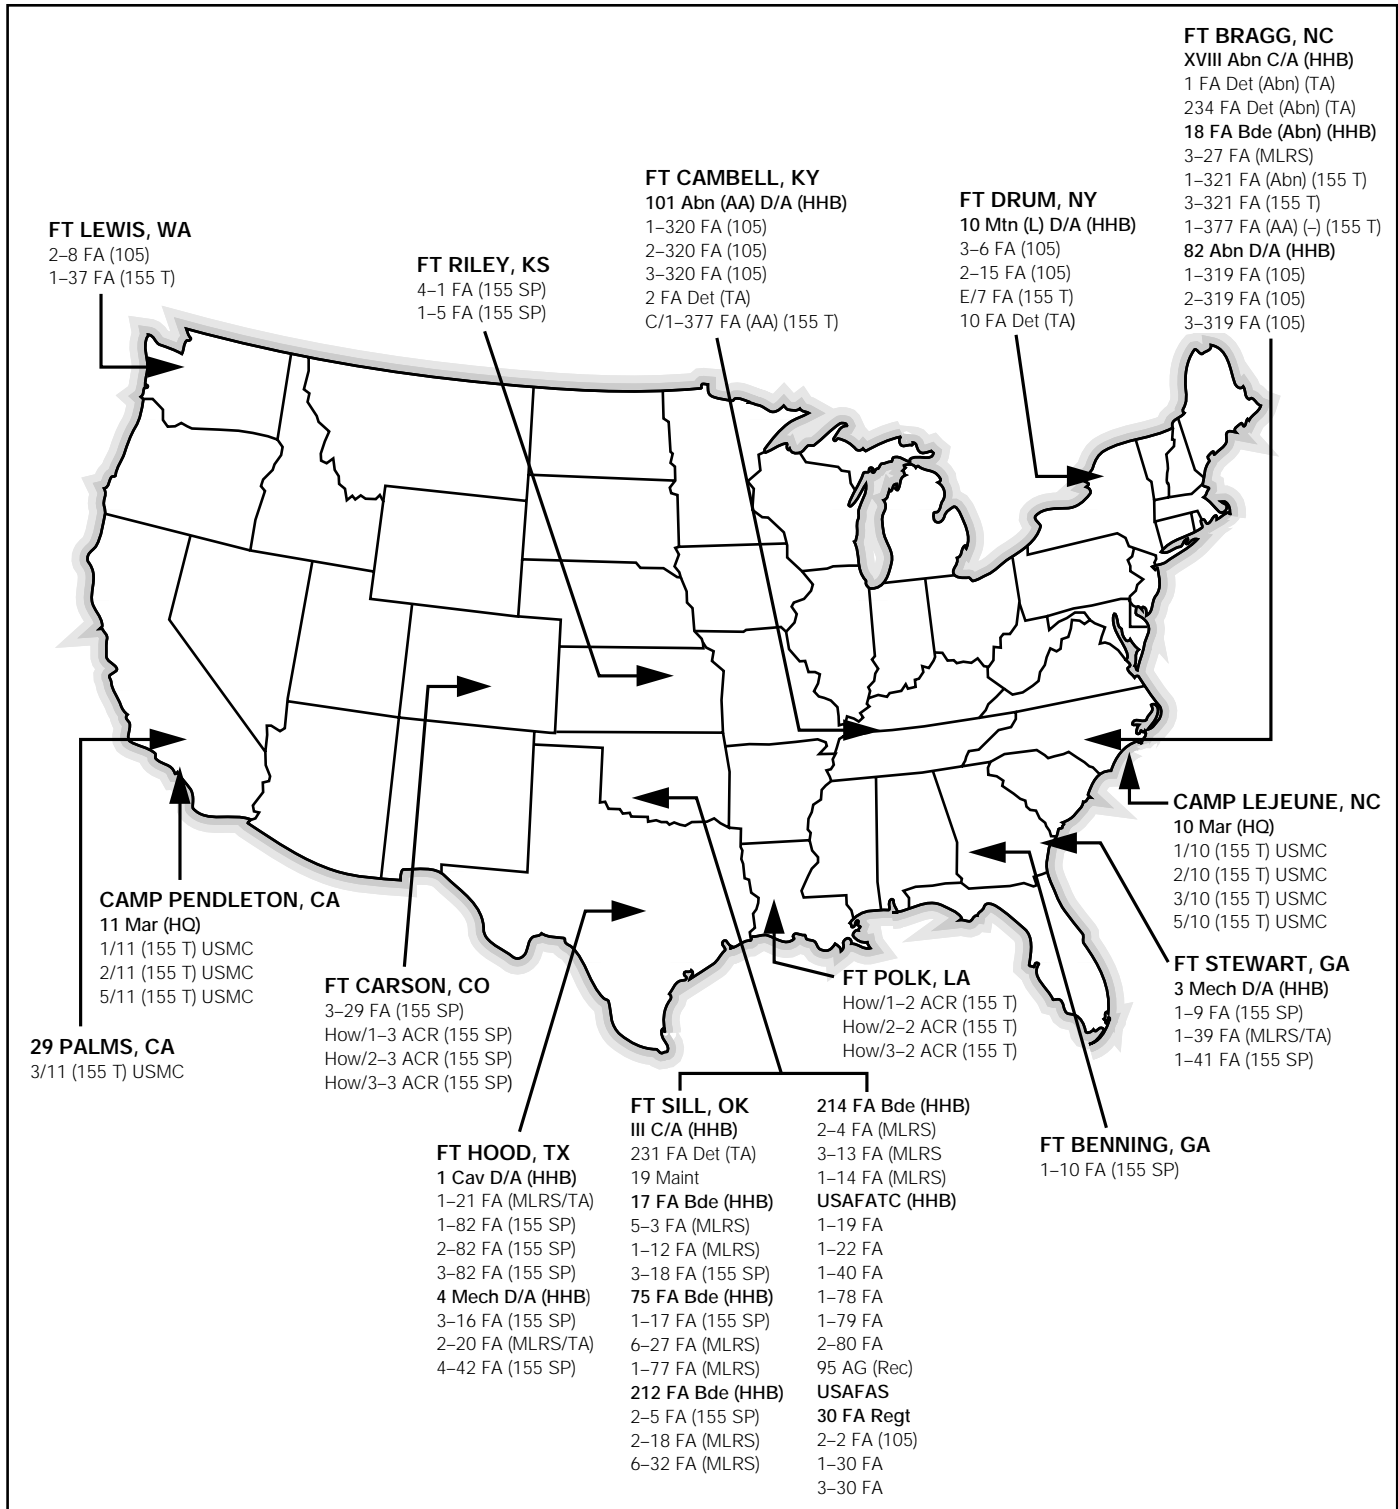 FT BRAGG, NC
XVIII Abn C/A (HHB)
1 FA Det (Abn) (TA)
234 FA Det (Abn) (TA)
18 FA Bde (Abn) (HHB)
3–27 FA (MLRS)
1–321 FA (Abn) (155 T)
3–321 FA (155 T)
1–377 FA (AA) (–) (155 T)
82 Abn D/A (HHB)
1–319 FA (105)
2–319 FA (105)
3–319 FA (105)
FT CAMBELL, KY
101 Abn (AA) D/A (HHB)
1–320 FA (105)
2–320 FA (105)
3–320 FA (105)
2 FA Det (TA)
C/1–377 FA (AA) (155 T)
FT DRUM, NY
10 Mtn (L) D/A (HHB)
3–6 FA (105)
2–15 FA (105)
E/7 FA (155 T)
10 FA Det (TA)
FT LEWIS, WA
2–8 FA (105)
1–37 FA (155 T)
FT RILEY, KS
4–1 FA (155 SP)
1–5 FA (155 SP)
CAMP LEJEUNE, NC
10 Mar (HQ)
1/10 (155 T) USMC
2/10 (155 T) USMC
3/10 (155 T) USMC
5/10 (155 T) USMC
CAMP PENDLETON, CA
11 Mar (HQ)
1/11 (155 T) USMC
2/11 (155 T) USMC
5/11 (155 T) USMC
29 PALMS, CA
3/11 (155 T) USMC
FT CARSON, CO
3–29 FA (155 SP)
How/1–3 ACR (155 SP)
How/2–3 ACR (155 SP)
How/3–3 ACR (155 SP)
FT POLK, LA
How/1–2 ACR (155 T)
How/2–2 ACR (155 T)
How/3–2 ACR (155 T)
FT STEWART, GA
3 Mech D/A (HHB)
1–9 FA (155 SP)
1–39 FA (MLRS/TA)
1–41 FA (155 SP)
FT HOOD, TX
1 Cav D/A (HHB)
1–21 FA (MLRS/TA)
1–82 FA (155 SP)
2–82 FA (155 SP)
3–82 FA (155 SP)
4 Mech D/A (HHB)
3–16 FA (155 SP)
2–20 FA (MLRS/TA)
4–42 FA (155 SP)
FT SILL, OK
III C/A (HHB)
231 FA Det (TA)
19 Maint
17 FA Bde (HHB)
5–3 FA (MLRS)
1–12 FA (MLRS)
3–18 FA (155 SP)
75 FA Bde (HHB)
1–17 FA (155 SP)
6–27 FA (MLRS)
1–77 FA (MLRS)
212 FA Bde (HHB)
2–5 FA (155 SP)
2–18 FA (MLRS)
6–32 FA (MLRS)
214 FA Bde (HHB)
2–4 FA (MLRS)
3–13 FA (MLRS
1–14 FA (MLRS)
USAFATC (HHB)
1–19 FA
1–22 FA
1–40 FA
1–78 FA
1–79 FA
2–80 FA
95 AG (Rec)
USAFAS
30 FA Regt
2–2 FA (105)
1–30 FA
3–30 FA
FT BENNING, GA
1–10 FA (155 SP)